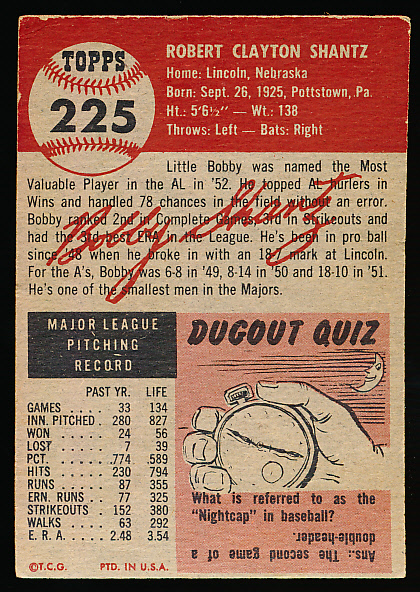 TOPPS
225
ROBERT CLAYTON SHANTZ
Home: Lincoln, Nebraska
Born: Sept. 26, 1925, Pottstown, Pa.
Ht.: 5'6½" — Wt.: 138
Throws: Left — Bats: Right
Little Bobby was named the Most
Valuable Player in the AL in '52. He topped AL hurlers in
Wins and handled 78 chances in the field without an error.
Bobby ranked 2nd in Complete Games, 3rd in Strikeouts and
had the 3rd best ERA in the League. He's been in pro ball
since '48 when he broke in with an 18- mark at Lincoln.
For the A's, Bobby was 6-8 in '49, 8-14 in '50 and 18-10 in '51.
He's one of the smallest men in the Majors.
Bobby Shantz
MAJOR LEAGUE
PITCHING
RECORD
PAST YR. LIFE
GAMES 33 134
INN. PITCHED 280 827
WON 24 56
LOST 7 39
PCT. .774 .589
HITS 230 794
RUNS 87 355
ERN. RUNS 77 325
STRIKEOUTS 152 380
WALKS 63 292
E. R. A. 2.48 3.54
©T.C.G. PTD. IN U.S.A.
DUGOUT QUIZ
What is referred to as the
"Nightcap" in baseball?
Ans.: The second game of a
double-header.